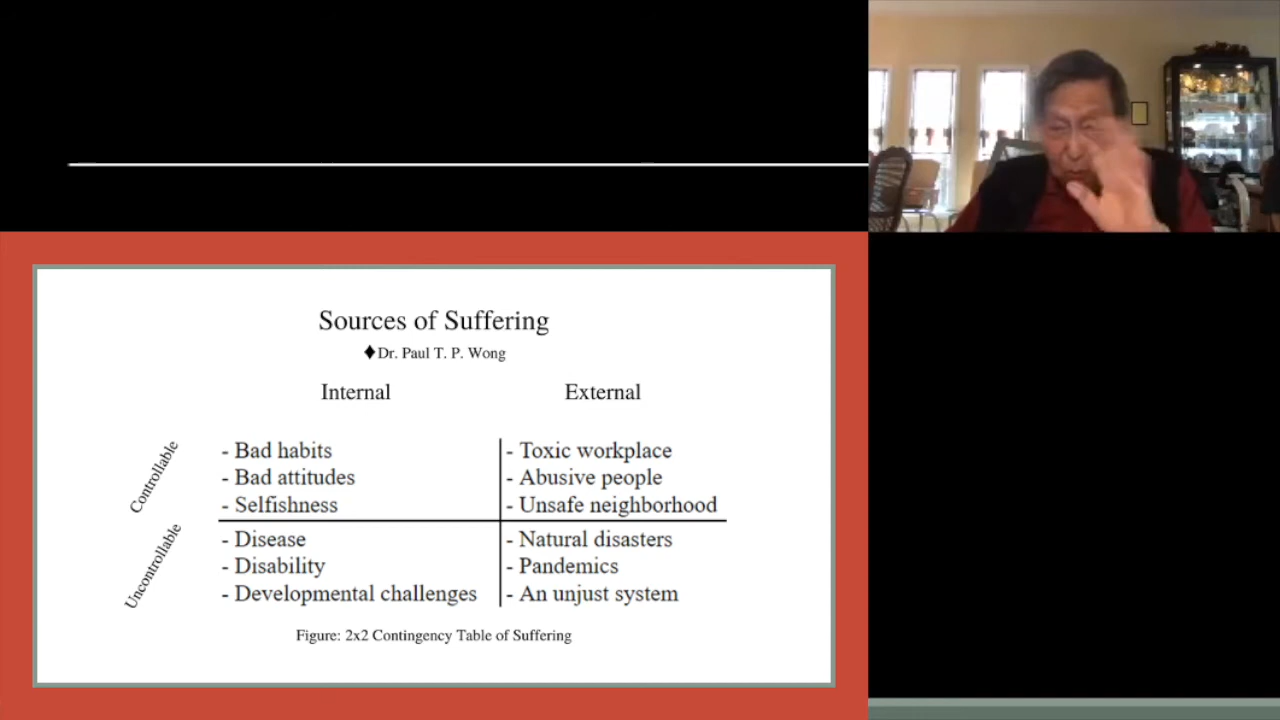 Sources of Suffering
♦Dr. Paul T. P. Wong
Internal External
Controllable
- Bad habits - Toxic workplace
- Bad attitudes - Abusive people
- Selfishness - Unsafe neighborhood
Uncontrollable
- Disease - Natural disasters
- Disability - Pandemics
- Developmental challenges - An unjust system
Figure: 2x2 Contingency Table of Suffering